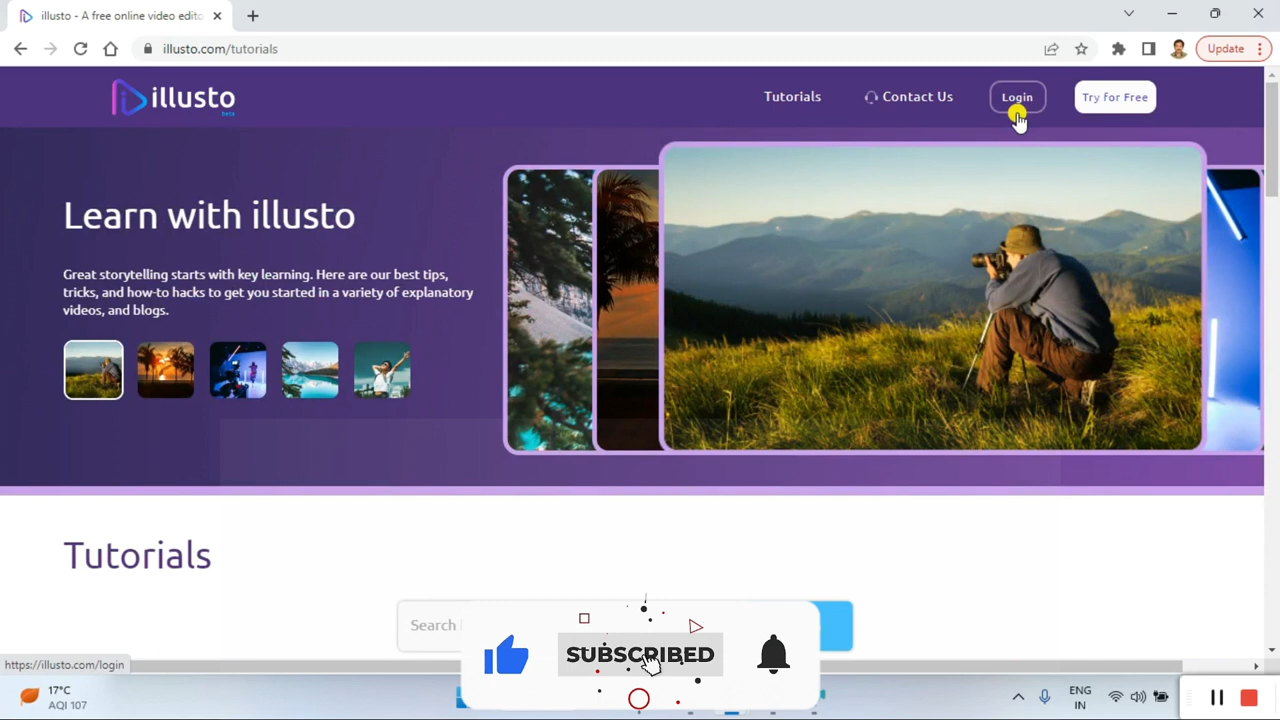 illusto - A free online video edito
illusto.com/tutorials
Update
illusto
beta
Tutorials
Contact Us
Login
Try for Free
Learn with illusto
Great storytelling starts with key learning. Here are our best tips,
tricks, and how-to hacks to get you started in a variety of explanatory
videos, and blogs.
Tutorials
Search
SUBSCRIBED
https://illusto.com/login
17°C
AQI 107
ENG
IN